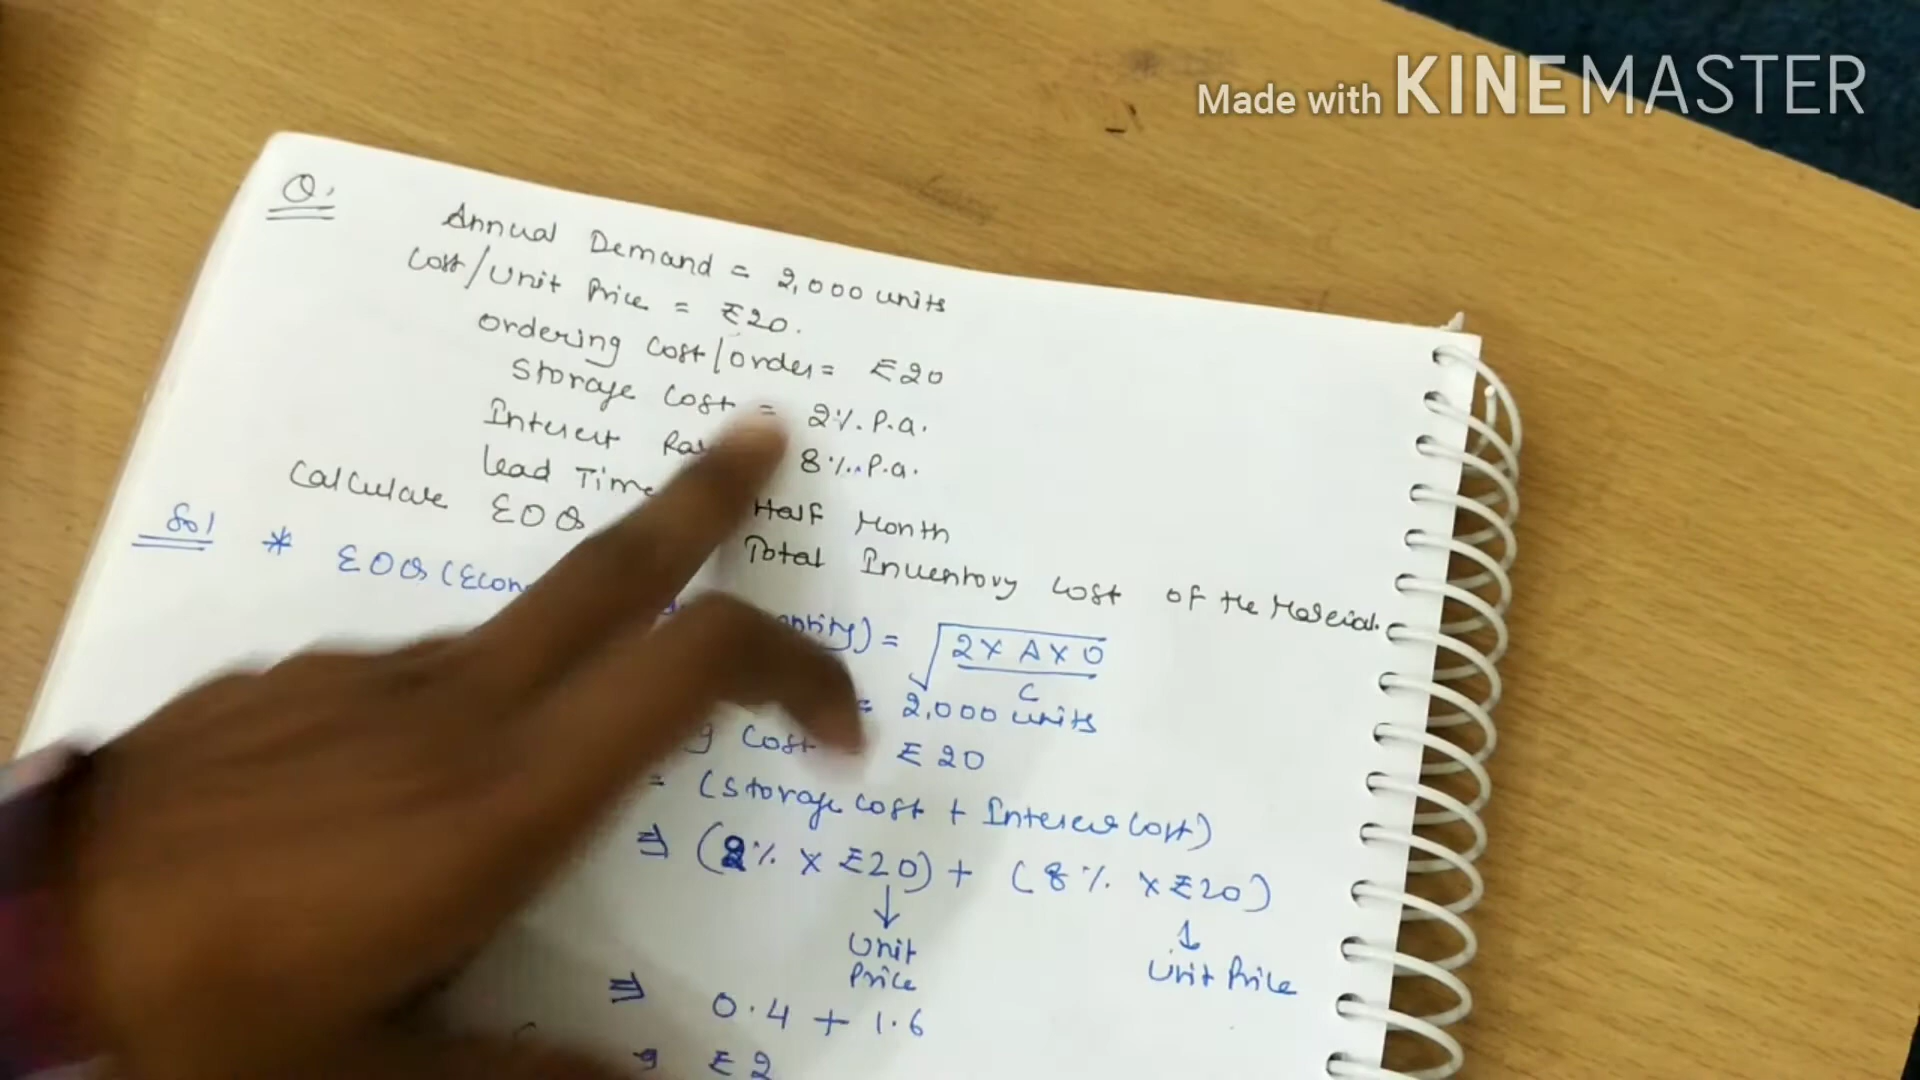 Made with KINEMASTER
Q.
Annual Demand = 2,000 units
Cost/Unit Price = ₹20.
Ordering Cost/order = ₹20
Storage Cost = 2% P.a.
Interest 8% P.a.
Lead Time Half Month
Calculate EOQ Total Inventory Cost of the Material.
Sol * EOQ = √2 X A X O
C
= 2,000 units
Cost ₹20
= (Storage Cost + Interest Cost)
⇒ (2% X ₹20) + (8% X ₹20)
↓ ↓
Unit Price Unit Price
⇒ 0.4 + 1.6
₹2